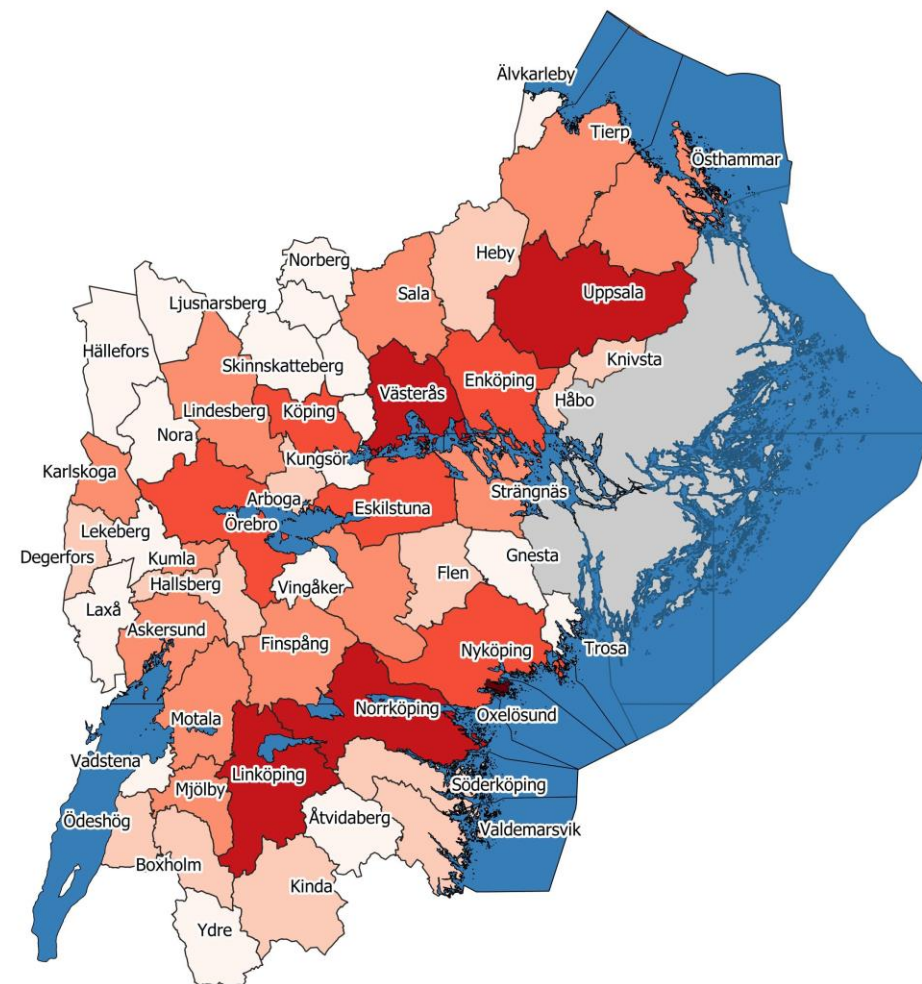 Älvkarleby
Tierp
Östhammar
Heby
Norberg
Sala
Uppsala
Ljusnarsberg
Hällefors
Skinnskatteberg
Knivsta
Västerås
Enköping
Håbo
Lindesberg
Köping
Nora
Kungsör
Karlskoga
Strängnäs
Arboga
Eskilstuna
Örebro
Lekeberg
Degerfors
Kumla
Gnesta
Hallsberg
Vingåker
Flen
Laxå
Askersund
Finspång
Nyköping
Trosa
Norrköping
Oxelösund
Motala
Vadstena
Linköping
Söderköping
Mjölby
Åtvidaberg
Ödeshög
Valdemarsvik
Boxholm
Kinda
Ydre